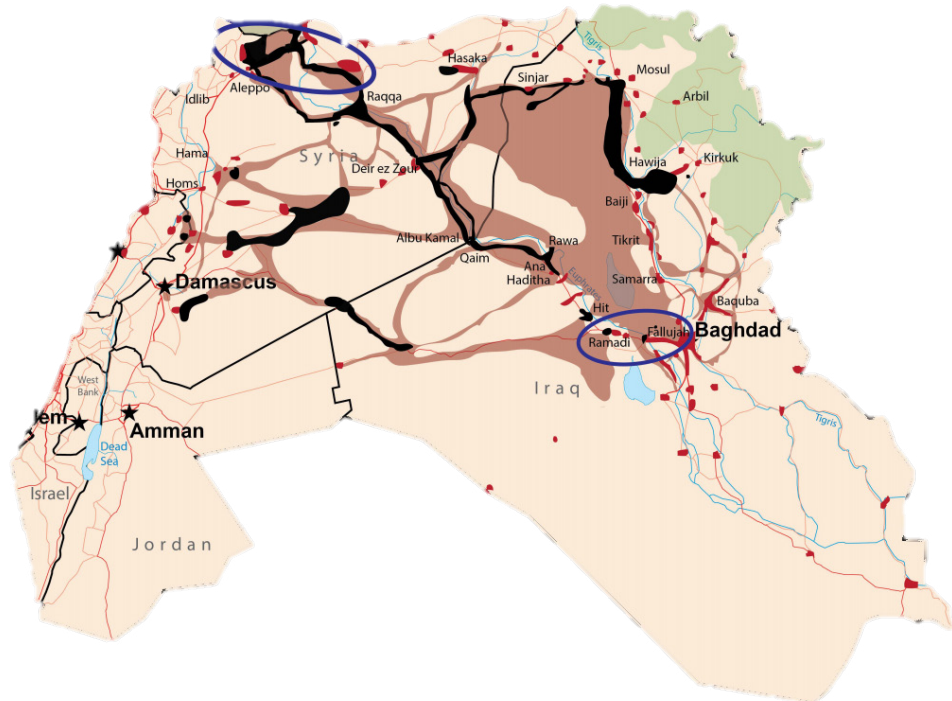 Tigris
Mosul
Hasaka
Sinjar
Aleppo
Raqqa
Arbil
Idlib
Hama
Syria
Deir ez Zour
Hawija
Kirkuk
Homs
Baiji
Albu Kamal
Rawa
Tikrit
Qaim
Ana
Haditha
Euphrates
Samarra
Damascus
Hit
Baquba
Ramadi
Fallujah
Baghdad
West
Bank
Iraq
lem
Amman
Tigris
Dead
Sea
Israel
Jordan